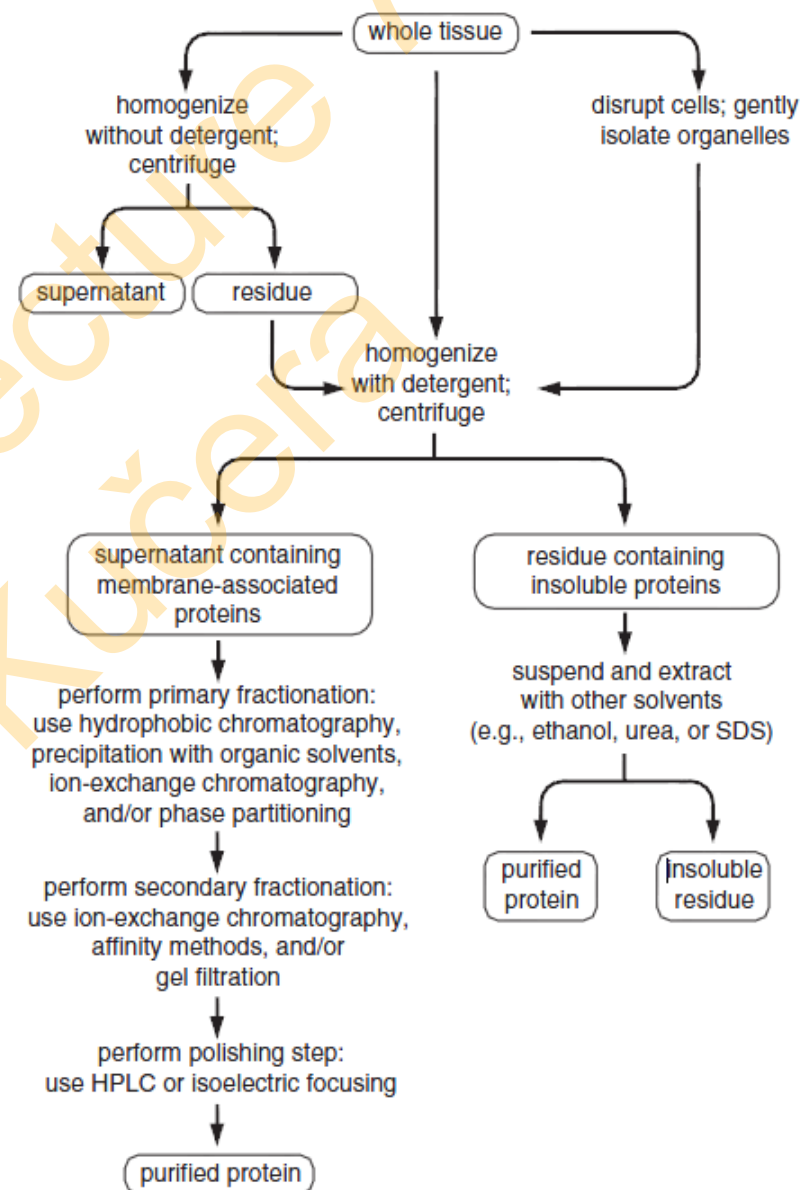 whole tissue
homogenize
without detergent;
centrifuge
disrupt cells; gently
isolate organelles
supernatant
residue
homogenize
with detergent;
centrifuge
supernatant containing
membrane-associated
proteins
residue containing
insoluble proteins
perform primary fractionation:
use hydrophobic chromatography,
precipitation with organic solvents,
ion-exchange chromatography,
and/or phase partitioning
suspend and extract
with other solvents
(e.g., ethanol, urea, or SDS)
purified
protein
insoluble
residue
perform secondary fractionation:
use ion-exchange chromatography,
affinity methods, and/or
gel filtration
perform polishing step:
use HPLC or isoelectric focusing
purified protein
ecture
Kučera